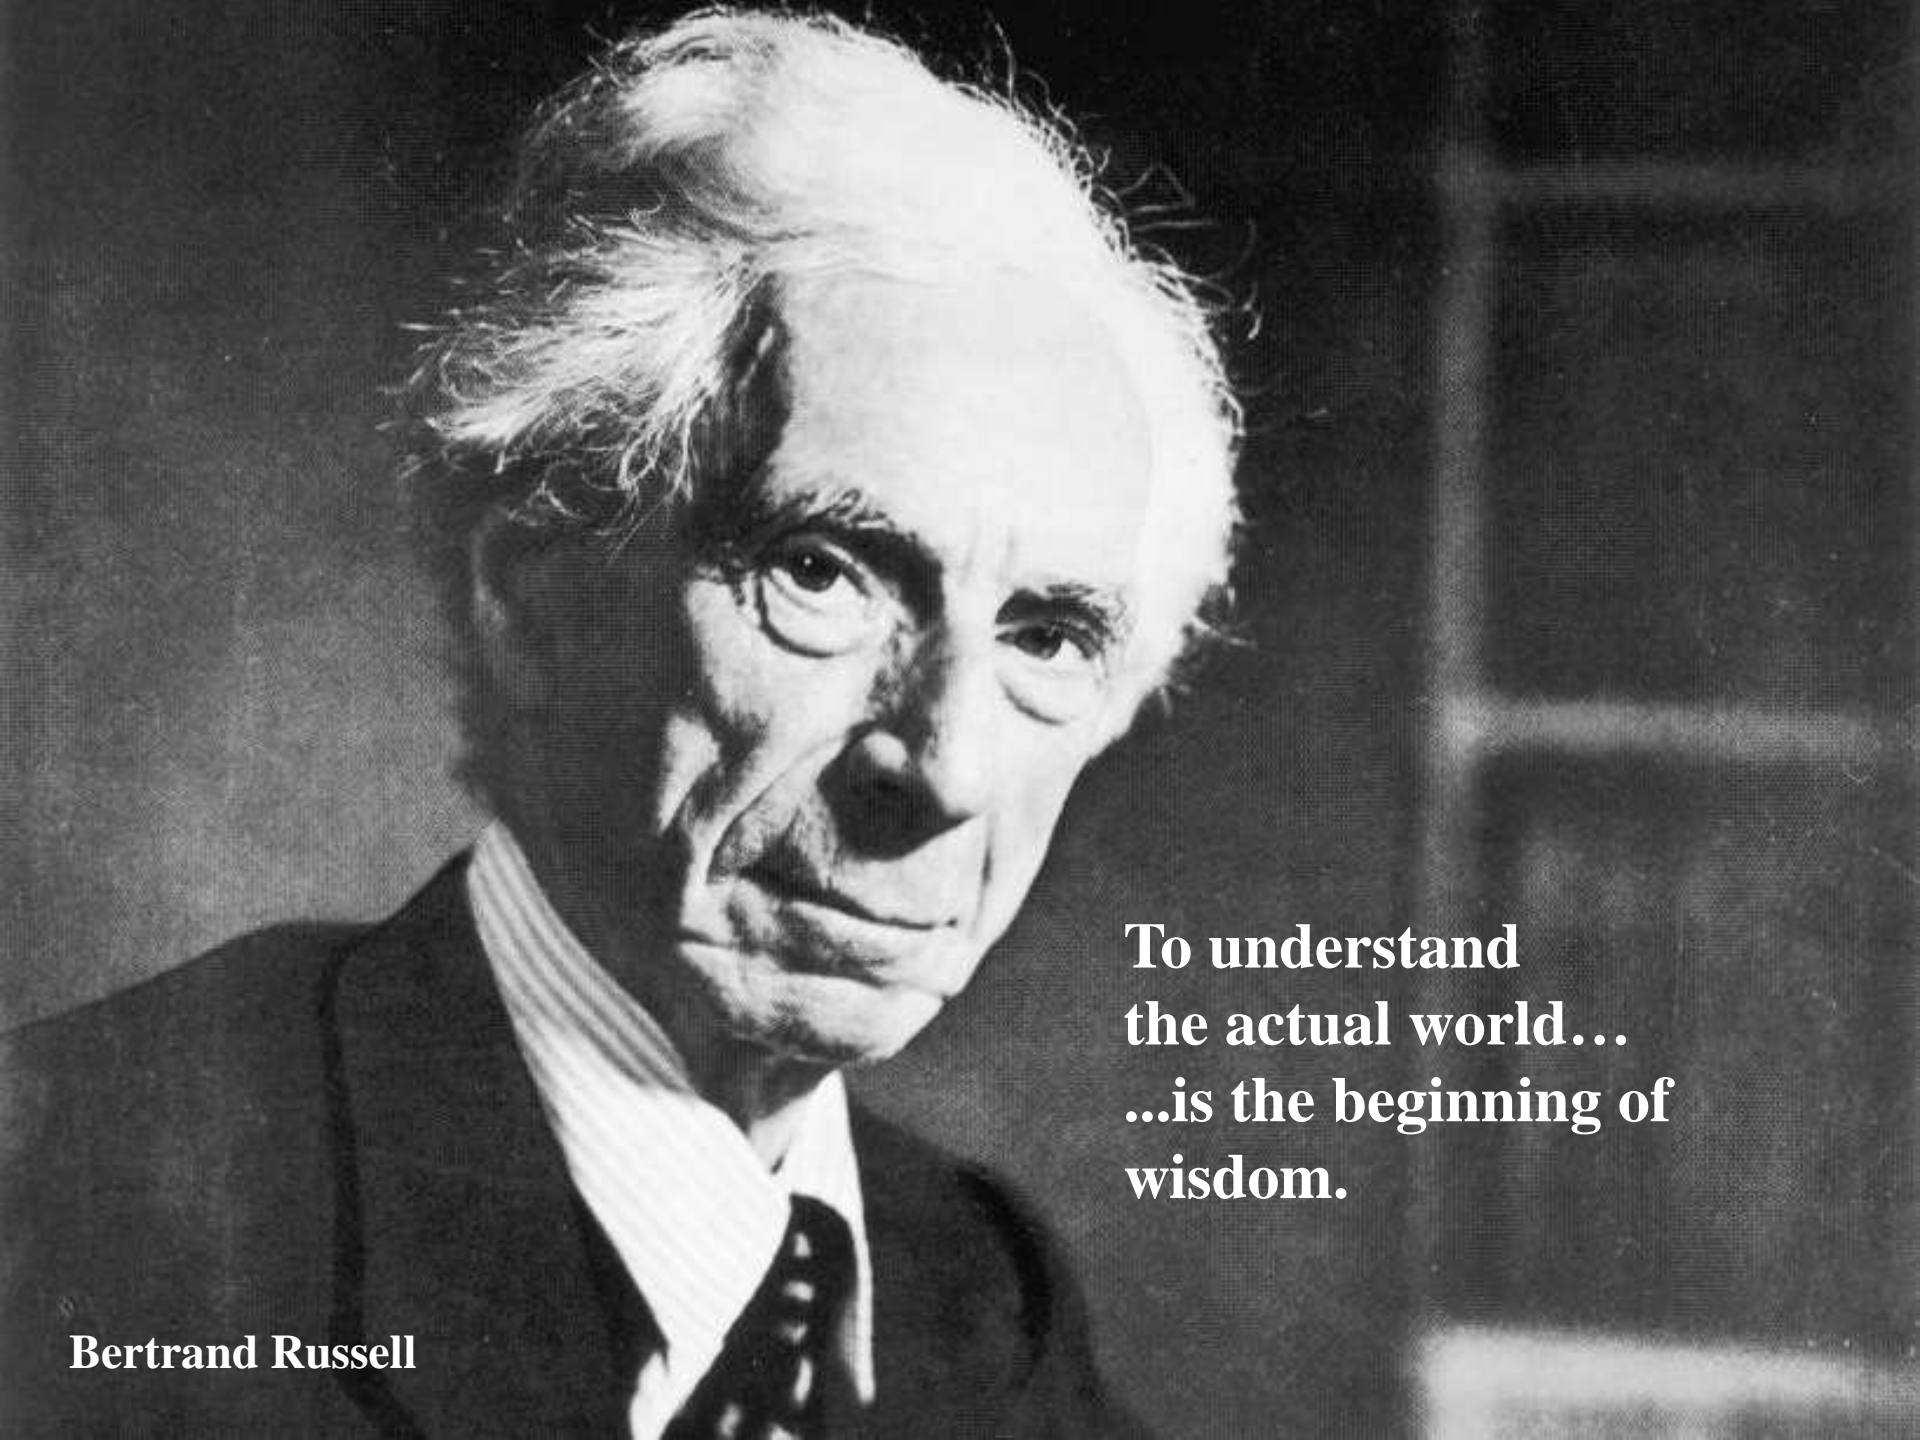 To understand
the actual world…
...is the beginning of
wisdom.
Bertrand Russell